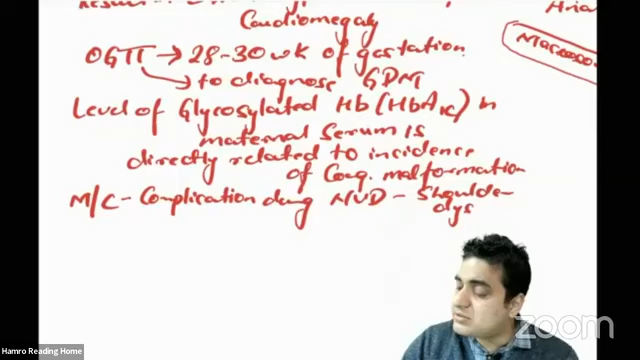 Cardiomegaly
OGTT → 28-30 wk of gestation.
to diagnose GDM
Level of Glycosylated Hb (HbA1c) in
maternal serum is
directly related to incidence
of Cong. malformation
M/C - Complication during NVD - Shoulder
dys
Hamro Reading Home
zoom